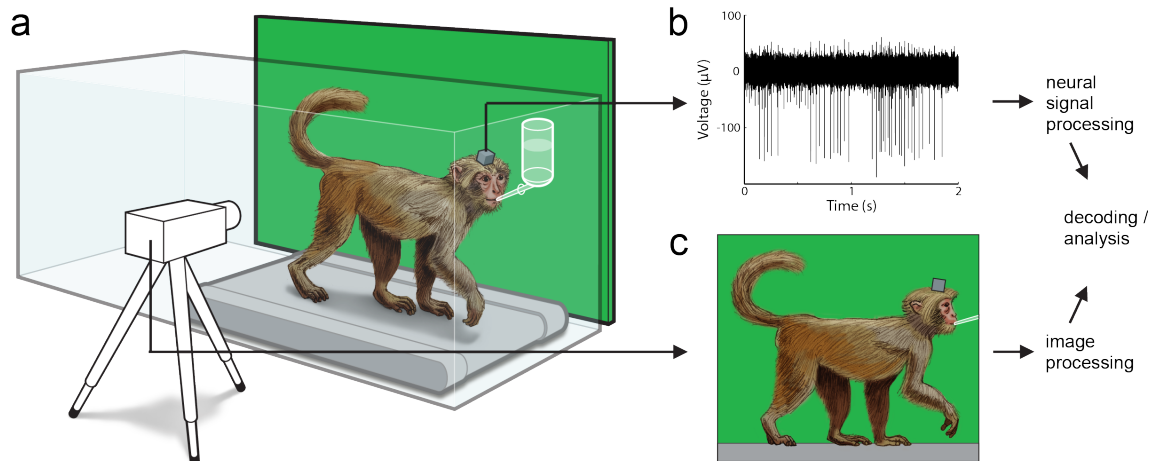 a
b
100
0
-100
Voltage (µV)
0
1
2
Time (s)
neural
signal
processing
decoding /
analysis
c
image
processing